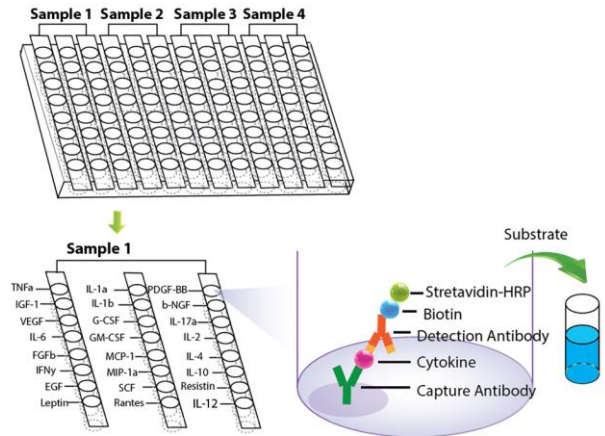 Sample 1 Sample 2 Sample 3 Sample 4
Sample 1
TNFa
IGF-1
VEGF
IL-6
FGFb
IFNy
EGF
Leptin
IL-1a
IL-1b
G-CSF
GM-CSF
MCP-1
MIP-1a
SCF
Rantes
PDGF-BB
b-NGF
IL-17a
IL-2
IL-4
IL-10
Resistin
IL-12
Substrate
Stretavidin-HRP
Biotin
Detection Antibody
Cytokine
Capture Antibody